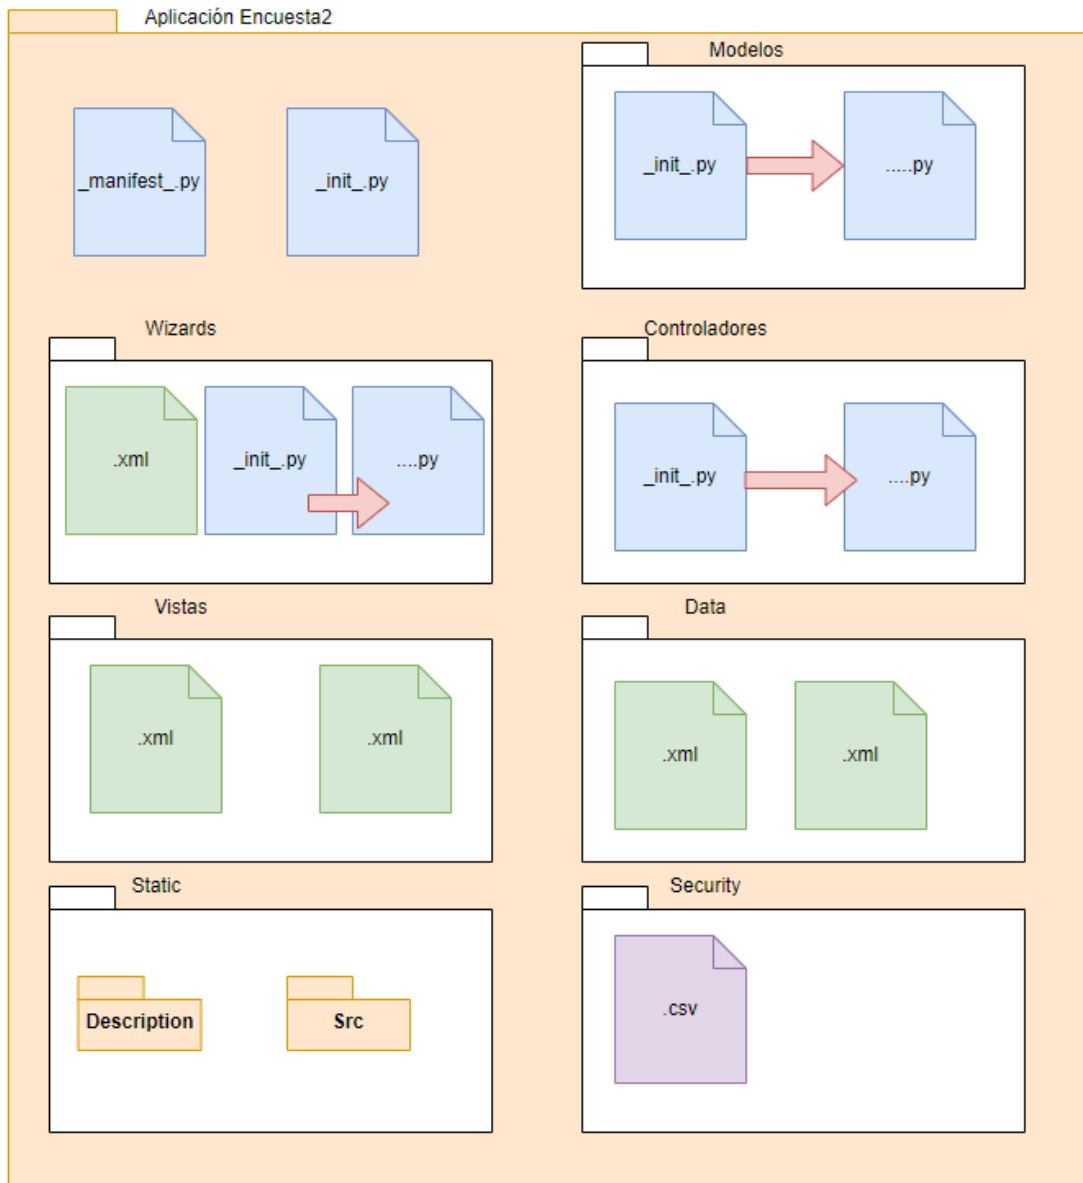 Aplicación Encuesta2
_manifest_.py
_init_.py
Modelos
_init_.py
.....py
Wizards
.xml
_init_.py
....py
Controladores
_init_.py
....py
Vistas
.xml
.xml
Data
.xml
.xml
Static
Description
Src
Security
.csv